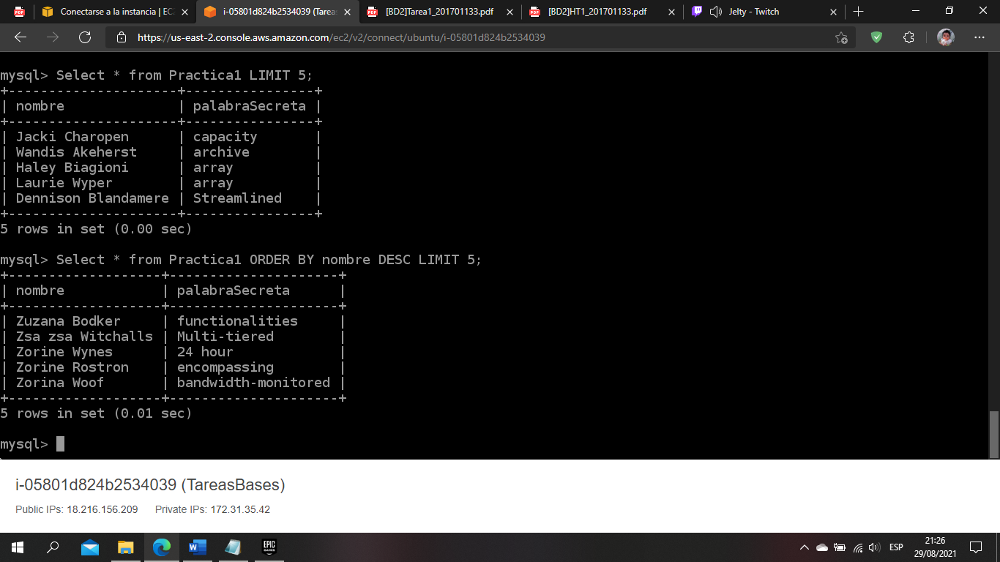 Conectarse a la instancia | EC
i-05801d824b2534039 (Tarea
[BD2]Tarea1_201701133.pdf
[BD2]HT1_201701133.pdf
Jelty - Twitch
https://us-east-2.console.aws.amazon.com/ec2/v2/connect/ubuntu/i-05801d824b2534039
mysql> Select * from Practica1 LIMIT 5;
+---------------------+----------------+
| nombre              | palabraSecreta |
+---------------------+----------------+
| Jacki Charopen      | capacity       |
| Wandis Akeherst     | archive        |
| Haley Biagioni      | array          |
| Laurie Wyper        | array          |
| Dennison Blandamere | Streamlined    |
+---------------------+----------------+
5 rows in set (0.00 sec)
mysql> Select * from Practica1 ORDER BY nombre DESC LIMIT 5;
+-------------------+---------------------+
| nombre            | palabraSecreta      |
+-------------------+---------------------+
| Zuzana Bodker     | functionalities     |
| Zsa zsa Witchalls | Multi-tiered        |
| Zorine Wynes      | 24 hour             |
| Zorine Rostron    | encompassing        |
| Zorina Woof       | bandwidth-monitored |
+-------------------+---------------------+
5 rows in set (0.01 sec)
mysql>
i-05801d824b2534039 (TareasBases)
Public IPs: 18.216.156.209 Private IPs: 172.31.35.42
EPIC GAMES
ESP
21:26
29/08/2021